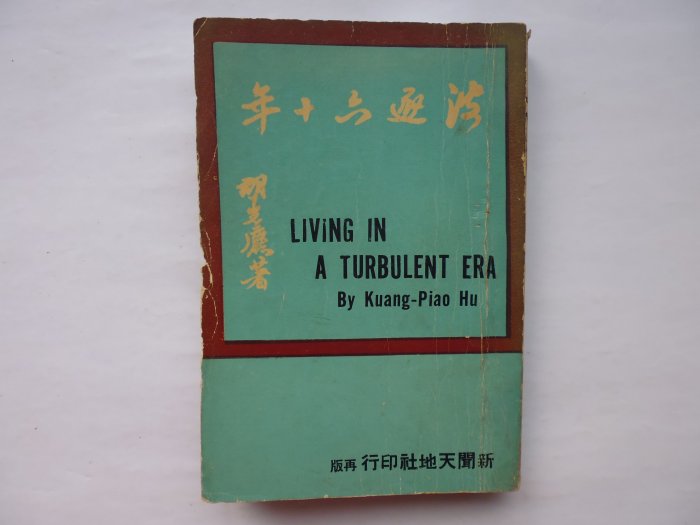 波逐六十年
胡光麃著
LIVING IN
A TURBULENT ERA
By Kuang-Piao Hu
新聞天地社印行 再版